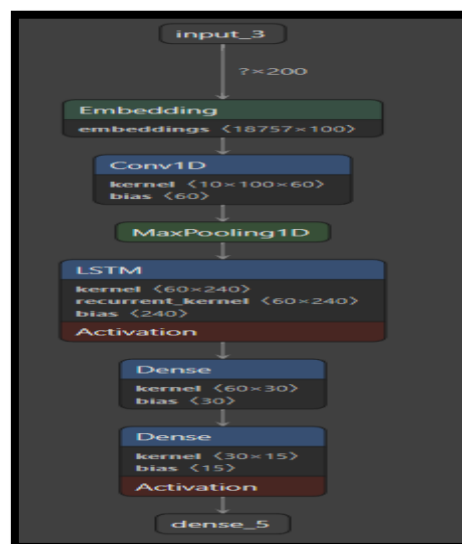 input_3
?×200
Embedding
embeddings ⟨18757×100⟩
Conv1D
kernel ⟨10×100×60⟩
bias ⟨60⟩
MaxPooling1D
LSTM
kernel ⟨60×240⟩
recurrent_kernel ⟨60×240⟩
bias ⟨240⟩
Activation
Dense
kernel ⟨60×30⟩
bias ⟨30⟩
Dense
kernel ⟨30×15⟩
bias ⟨15⟩
Activation
dense_5